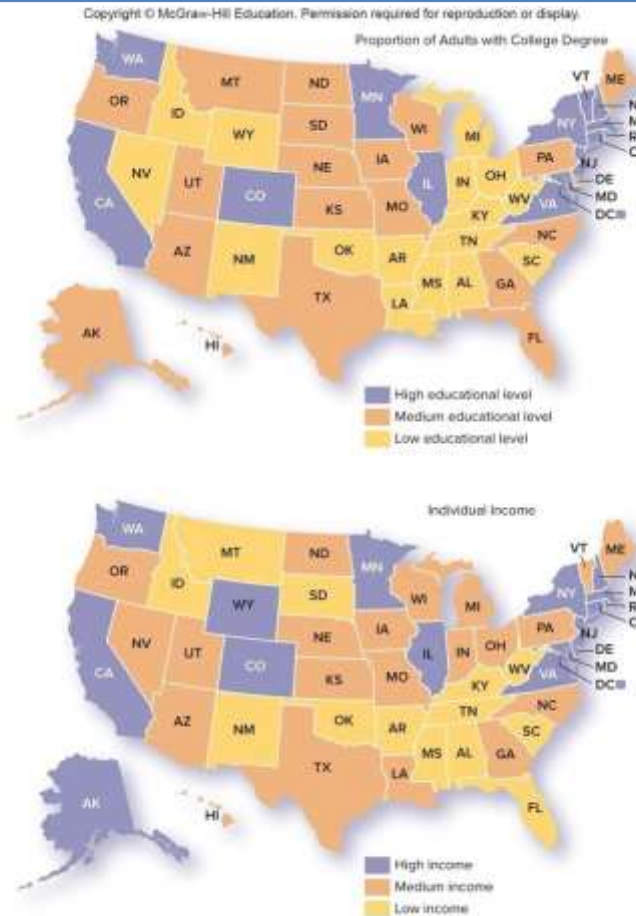 Copyright © McGraw-Hill Education. Permission required for reproduction or display.
Proportion of Adults with College Degree
WA
MT
ND
MN
VT
ME
OR
ID
SD
WI
NY
N
M
R
C
WY
MI
NV
NE
IA
PA
NJ
CA
UT
CO
IL
IN
OH
DE
MD
KS
MO
WV
VA
DC
KY
AZ
NM
OK
AR
TN
NC
SC
MS
AL
GA
TX
LA
AK
HI
FL
High educational level
Medium educational level
Low educational level
Individual Income
WA
MT
ND
MN
VT
ME
OR
ID
SD
WI
NY
N
M
R
C
WY
MI
NV
NE
IA
PA
NJ
CA
UT
CO
IL
IN
OH
DE
MD
KS
MO
WV
VA
DC
KY
AZ
NM
OK
AR
TN
NC
SC
MS
AL
GA
TX
LA
AK
HI
FL
High income
Medium income
Low income